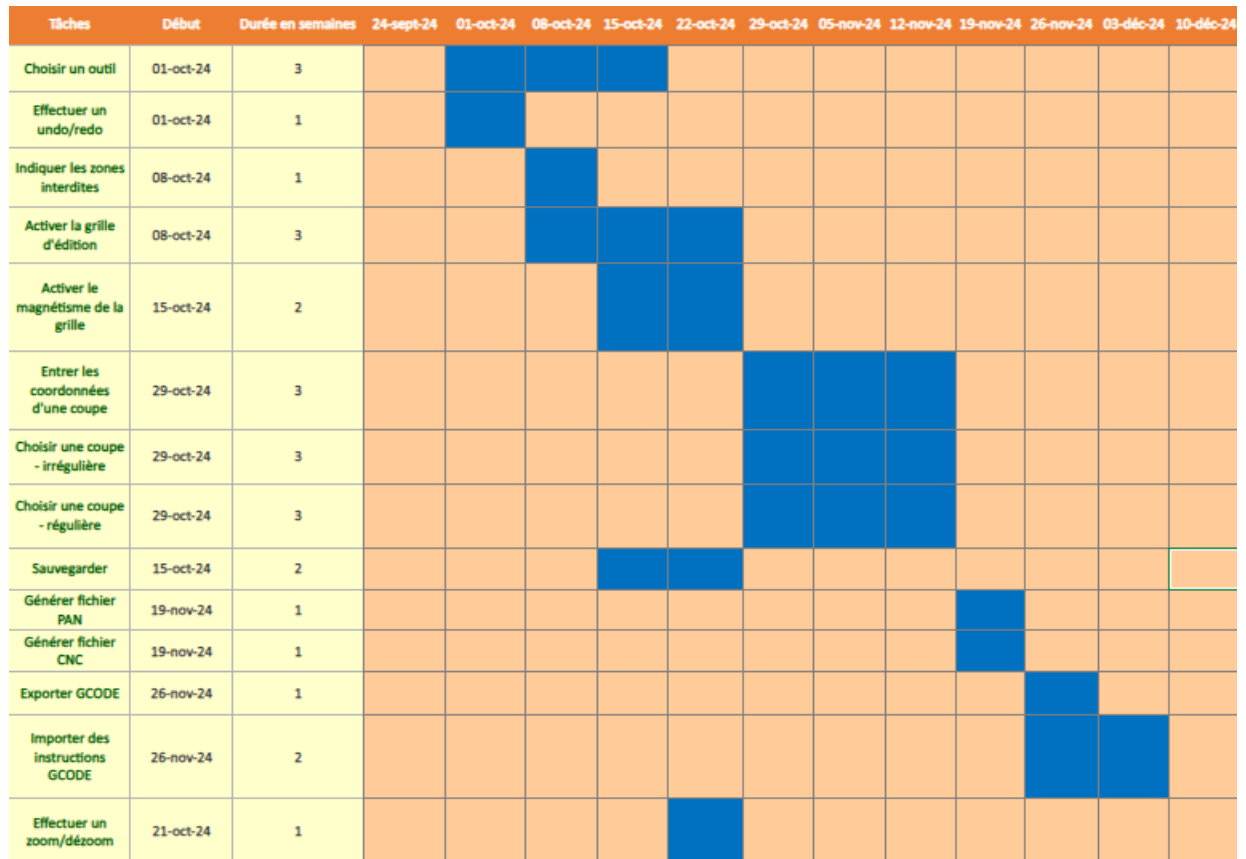 Tâches Début Durée en semaines 24-sept-24 01-oct-24 08-oct-24 15-oct-24 22-oct-24 29-oct-24 05-nov-24 12-nov-24 19-nov-24 26-nov-24 03-déc-24 10-déc-24
Choisir un outil 01-oct-24 3
Effectuer un
undo/redo 01-oct-24 1
Indiquer les zones
interdites 08-oct-24 1
Activer la grille
d'édition 08-oct-24 3
Activer le
magnétisme de la 15-oct-24 2
grille
Entrer les
coordonnées 29-oct-24 3
d'une coupe
Choisir une coupe
- irrégulière 29-oct-24 3
Choisir une coupe
- régulière 29-oct-24 3
Sauvegarder 15-oct-24 2
Générer fichier
PAN 19-nov-24 1
Générer fichier
CNC 19-nov-24 1
Exporter GCODE 26-nov-24 1
Importer des
instructions 26-nov-24 2
GCODE
Effectuer un
zoom/dézoom 21-oct-24 1